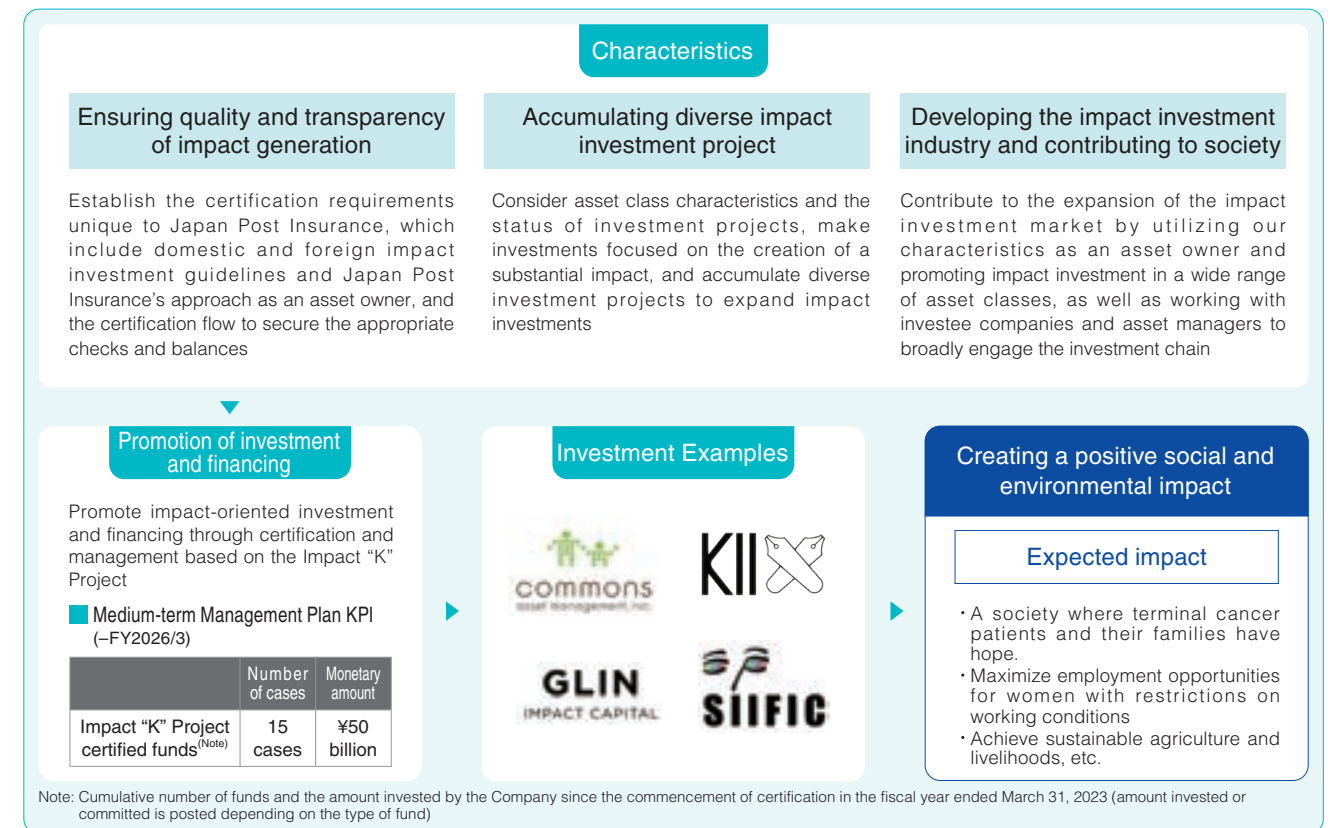 Characteristics
Ensuring quality and transparency
of impact generation
Establish the certification requirements
unique to Japan Post Insurance, which
include domestic and foreign impact
investment guidelines and Japan Post
Insurance's approach as an asset owner, and
the certification flow to secure the appropriate
checks and balances
Accumulating diverse impact
investment project
Consider asset class characteristics and the
status of investment projects, make
investments focused on the creation of a
substantial impact, and accumulate diverse
investment projects to expand impact
investments
Developing the impact investment
industry and contributing to society
Contribute to the expansion of the impact
investment market by utilizing our
characteristics as an asset owner and
promoting impact investment in a wide range
of asset classes, as well as working with
investee companies and asset managers to
broadly engage the investment chain
Promotion of investment
and financing
Promote impact-oriented investment
and financing through certification and
management based on the Impact “K”
Project
Medium-term Management Plan KPI
(–FY2026/3)
Number
of cases
Monetary
amount
Impact “K” Project
certified funds(Note)
15
cases
¥50
billion
Investment Examples
commons
asset management, inc.
KIIX
GLIN
IMPACT CAPITAL
SIIFIC
Creating a positive social and
environmental impact
Expected impact
・A society where terminal cancer
patients and their families have
hope.
・Maximize employment opportunities
for women with restrictions on
working conditions
・Achieve sustainable agriculture and
livelihoods, etc.
Note: Cumulative number of funds and the amount invested by the Company since the commencement of certification in the fiscal year ended March 31, 2023 (amount invested or
committed is posted depending on the type of fund)